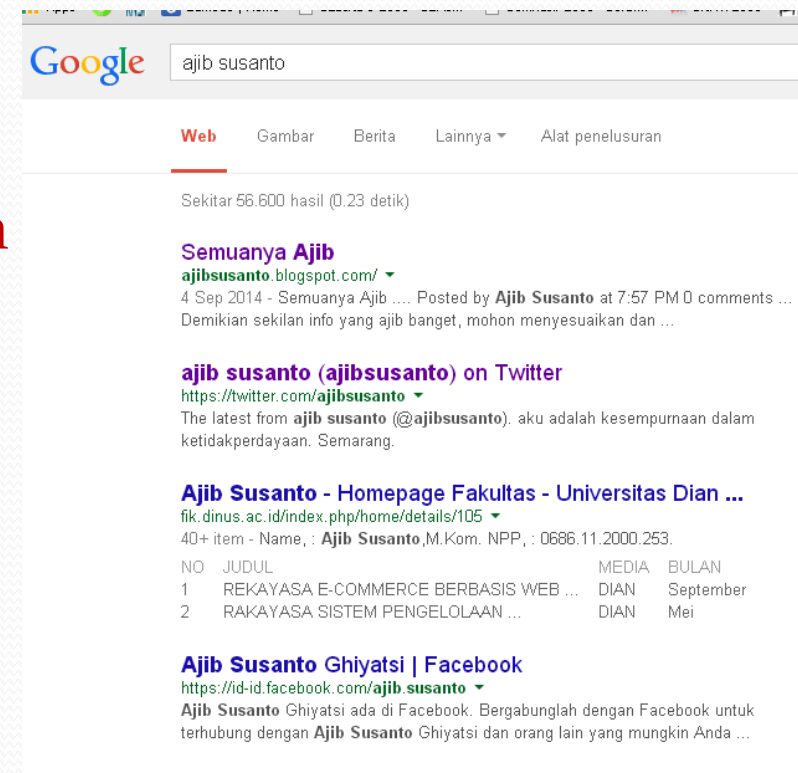 Google ajib susanto
Web Gambar Berita Lainnya Alat penelusuran
Sekitar 56.600 hasil (0.23 detik)
Semuanya Ajib
ajibsusanto.blogspot.com/
4 Sep 2014 - Semuanya Ajib .... Posted by Ajib Susanto at 7:57 PM 0 comments ...
Demikian sekilan info yang ajib banget, mohon menyesuaikan dan ...
ajib susanto (ajibsusanto) on Twitter
https://twitter.com/ajibsusanto
The latest from ajib susanto (@ajibsusanto). aku adalah kesempurnaan dalam
ketidakperdayaan. Semarang.
Ajib Susanto - Homepage Fakultas - Universitas Dian ...
fik.dinus.ac.id/index.php/home/details/105
40+ item - Name, : Ajib Susanto,M.Kom. NPP, : 0686.11.2000.253.
NO JUDUL MEDIA BULAN
1 REKAYASA E-COMMERCE BERBASIS WEB ... DIAN September
2 RAKAYASA SISTEM PENGELOLAAN ... DIAN Mei
Ajib Susanto Ghiyatsi | Facebook
https://id-id.facebook.com/ajib.susanto
Ajib Susanto Ghiyatsi ada di Facebook. Bergabunglah dengan Facebook untuk
terhubung dengan Ajib Susanto Ghiyatsi dan orang lain yang mungkin Anda ...